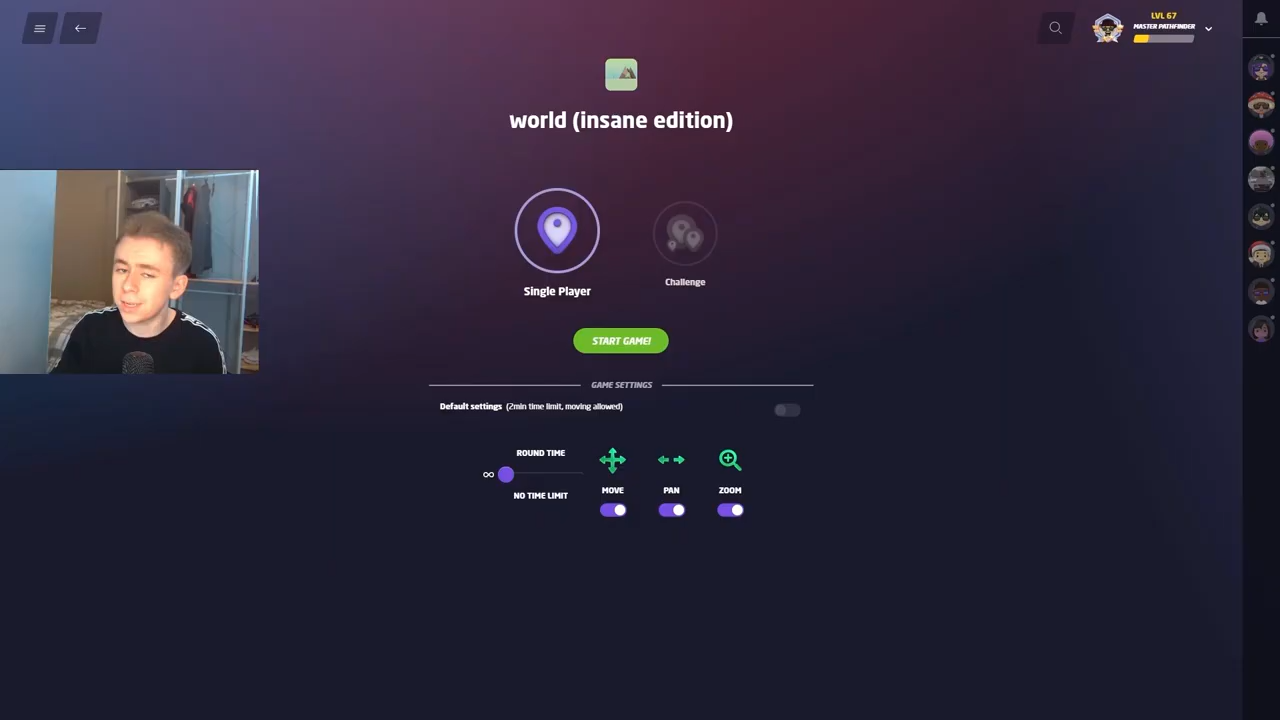 LVL 67
MASTER PATHFINDER
world (insane edition)
Single Player
Challenge
START GAME!
GAME SETTINGS
Default settings (2min time limit, moving allowed)
ROUND TIME
∞
NO TIME LIMIT
MOVE
PAN
ZOOM